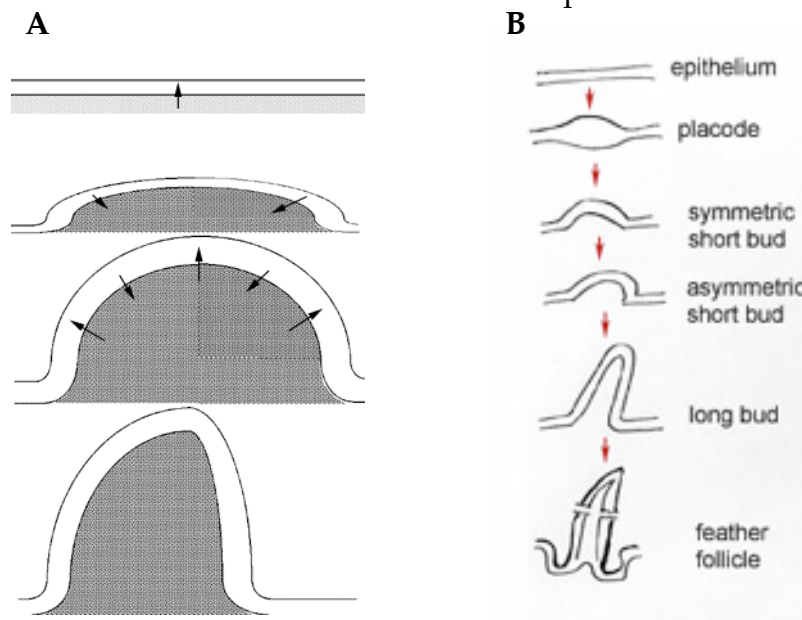 A
B
epithelium
placode
symmetric
short bud
asymmetric
short bud
long bud
feather
follicle